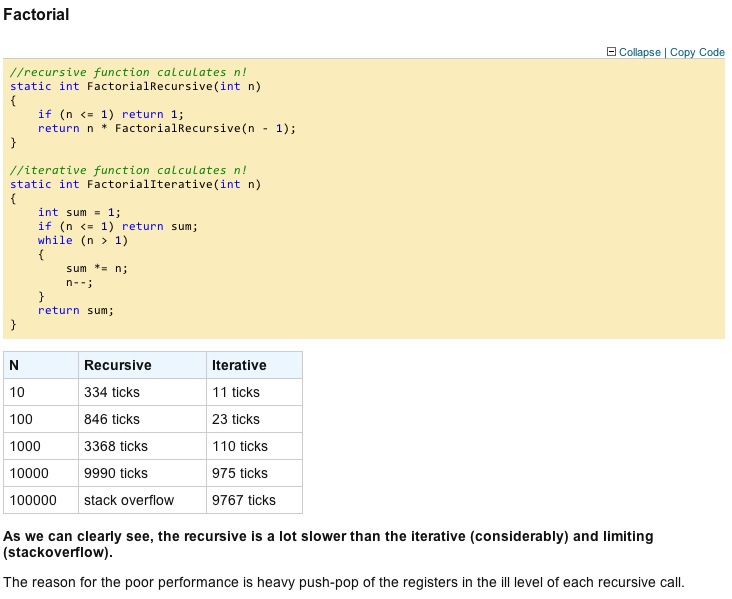 Factorial
Collapse | Copy Code
//recursive function calculates n!
static int FactorialRecursive(int n)
{
    if (n <= 1) return 1;
    return n * FactorialRecursive(n - 1);
}
//iterative function calculates n!
static int FactorialIterative(int n)
{
    int sum = 1;
    if (n <= 1) return sum;
    while (n > 1)
    {
        sum *= n;
        n--;
    }
    return sum;
}
N Recursive Iterative
10 334 ticks 11 ticks
100 846 ticks 23 ticks
1000 3368 ticks 110 ticks
10000 9990 ticks 975 ticks
100000 stack overflow 9767 ticks
As we can clearly see, the recursive is a lot slower than the iterative (considerably) and limiting
(stackoverflow).
The reason for the poor performance is heavy push-pop of the registers in the ill level of each recursive call.